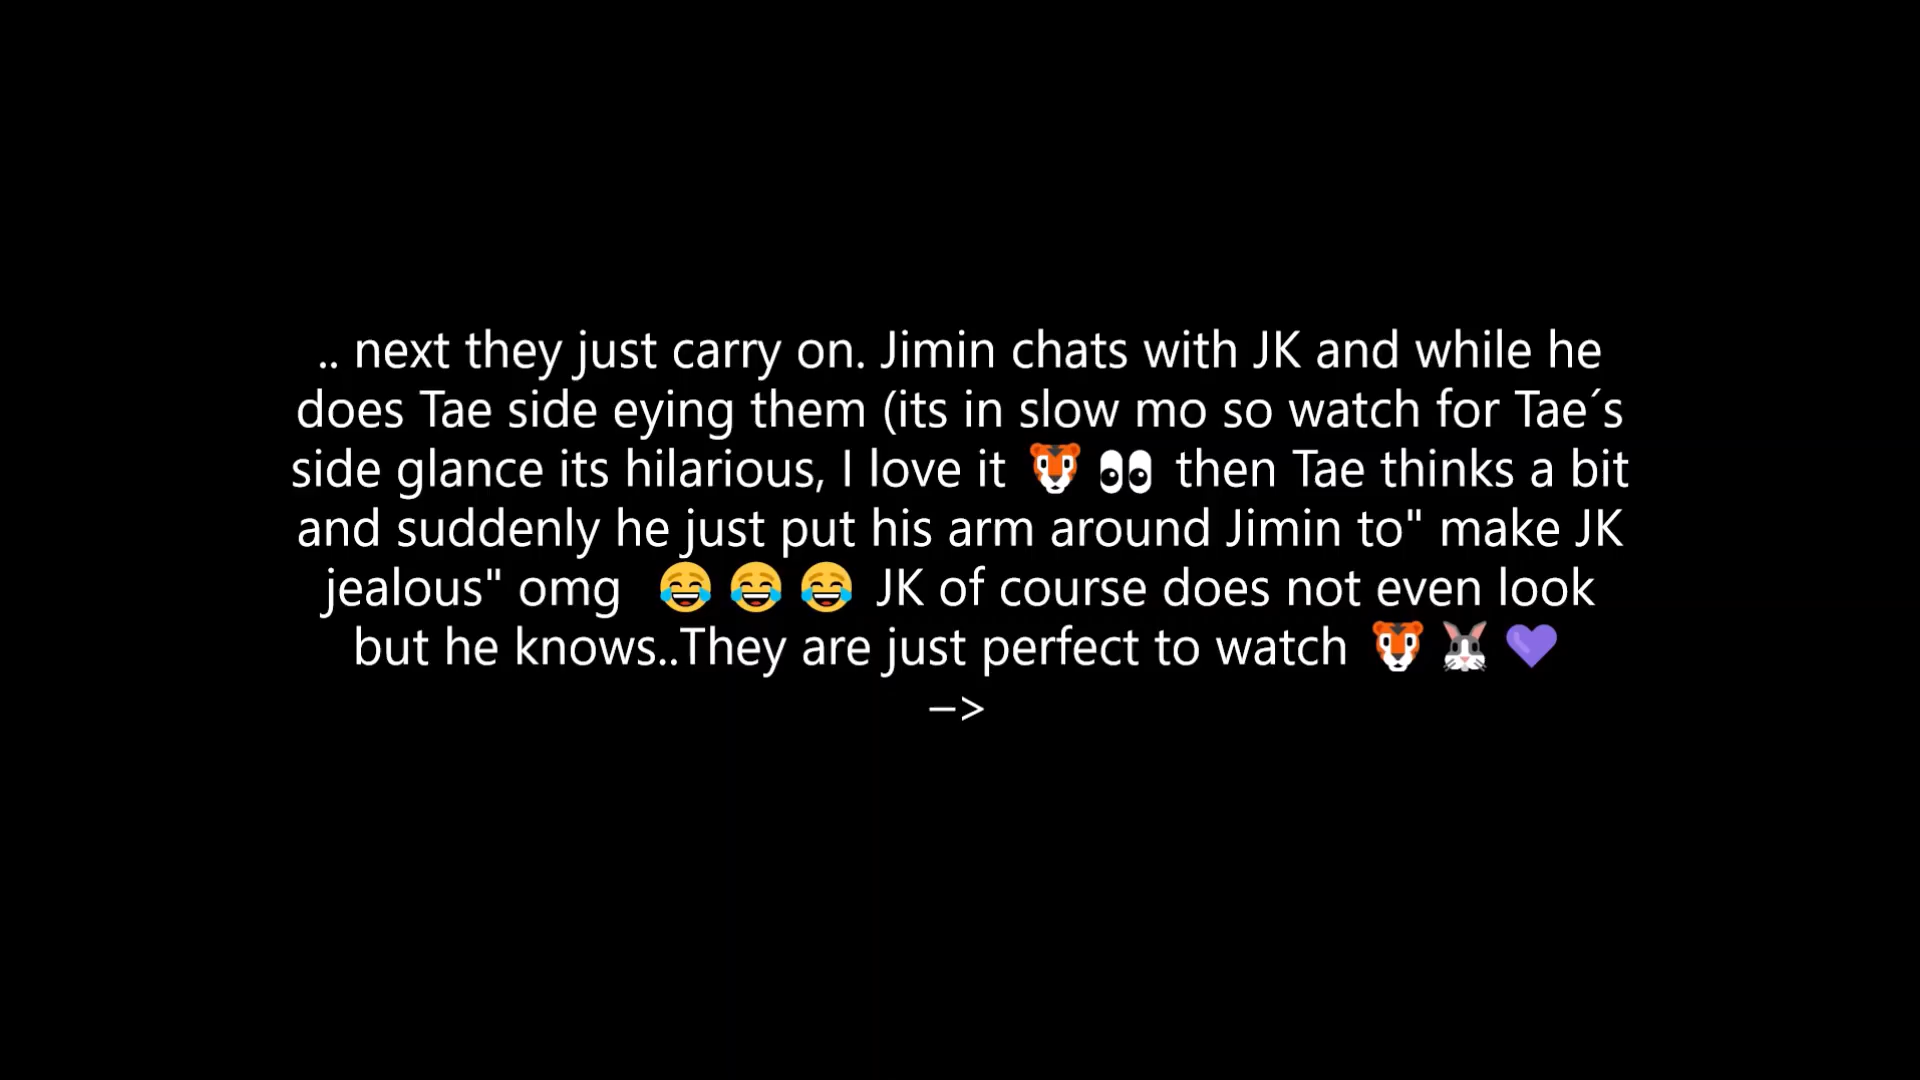 .. next they just carry on. Jimin chats with JK and while he
does Tae side eying them (its in slow mo so watch for Tae´s
side glance its hilarious, I love it 🐯 👀 then Tae thinks a bit
and suddenly he just put his arm around Jimin to" make JK
jealous" omg 😂 😂 😂 JK of course does not even look
but he knows..They are just perfect to watch 🐯 🐰 💜
–>